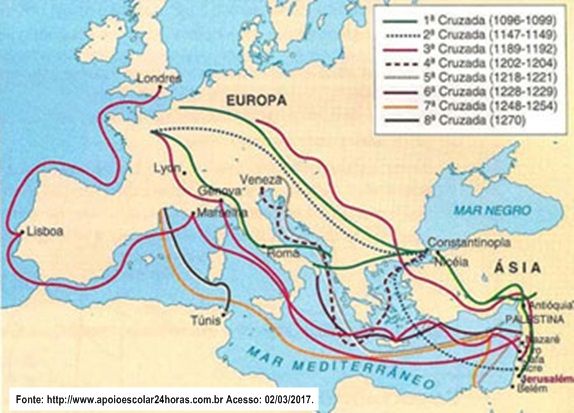 1ª Cruzada (1096-1099)
2ª Cruzada (1147-1149)
3ª Cruzada (1189-1192)
4ª Cruzada (1202-1204)
5ª Cruzada (1218-1221)
6ª Cruzada (1228-1229)
7ª Cruzada (1248-1254)
8ª Cruzada (1270)
Londres
EUROPA
Lyon
Veneza
Gênova
Marselha
MAR NEGRO
Lisboa
Roma
Constantinopla
Nicéia
ÁSIA
Antióquia
PALESTINA
Túnis
Nazaré
MAR MEDITERRÂNEO
Acre
Jerusalém
Belém
Fonte: http://www.apoioescolar24horas.com.br Acesso: 02/03/2017.